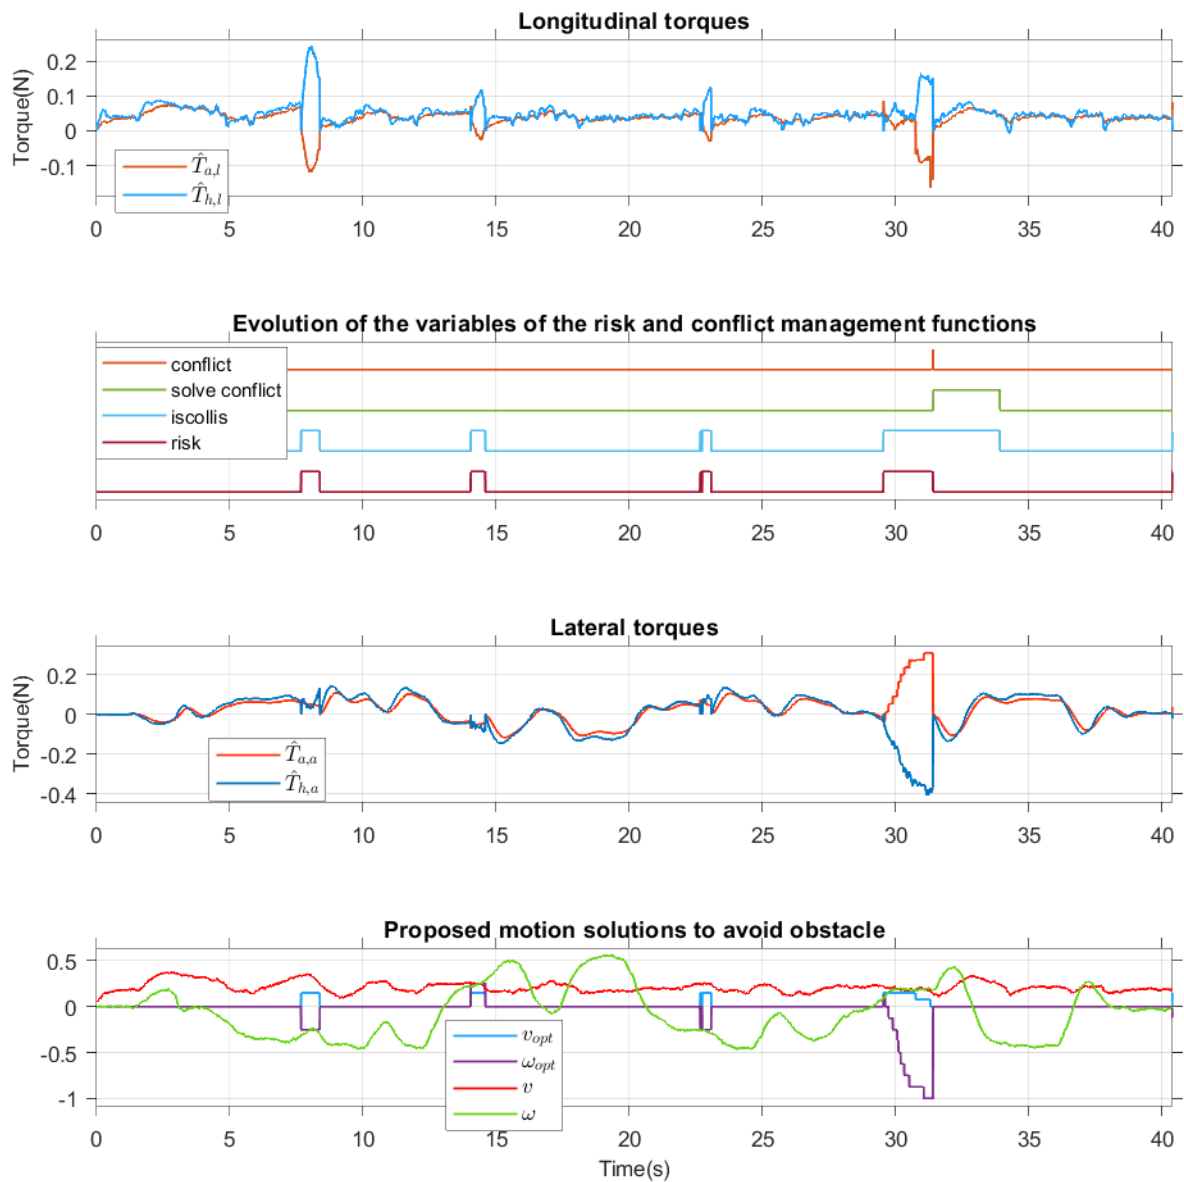 Longitudinal torques
Torque(N)
0.2
0.1
0
-0.1
T̂a,l
T̂h,l
0 5 10 15 20 25 30 35 40
Evolution of the variables of the risk and conflict management functions
conflict
solve conflict
iscollis
risk
0 5 10 15 20 25 30 35 40
Lateral torques
Torque(N)
0.2
0
-0.2
-0.4
T̂a,a
T̂h,a
0 5 10 15 20 25 30 35 40
Proposed motion solutions to avoid obstacle
0.5
0
-0.5
-1
vopt
ωopt
v
ω
0 5 10 15 20 25 30 35 40
Time(s)